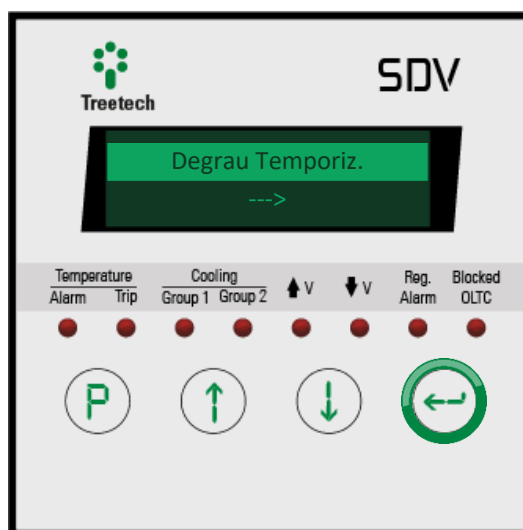 SDV
Treetech
Degrau Temporiz.
--->
Temperature Cooling
Alarm Trip Group 1 Group 2 V V Reg. Alarm Blocked OLTC
P